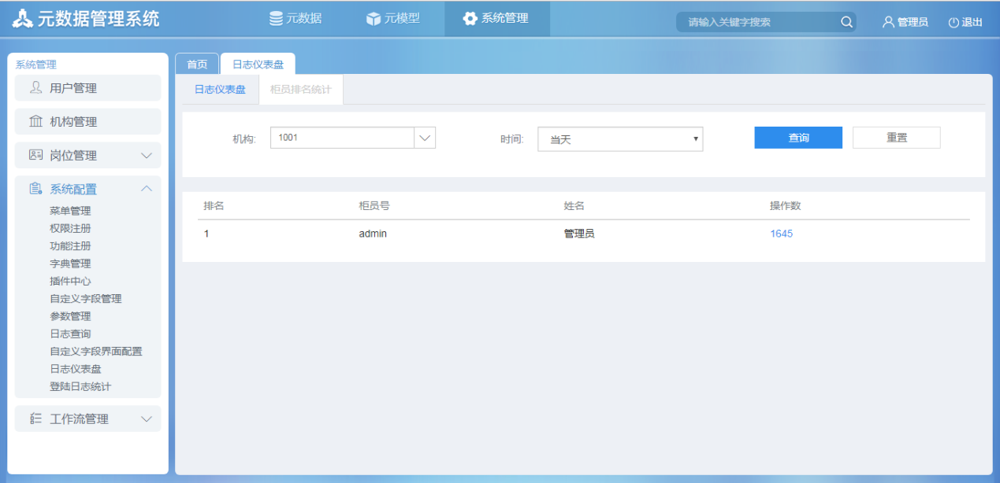 元数据管理系统
元数据
元模型
系统管理
请输入关键字搜索
管理员
退出
系统管理
用户管理
机构管理
岗位管理
系统配置
菜单管理
权限注册
功能注册
字典管理
插件中心
自定义字段管理
参数管理
日志查询
自定义字段界面配置
日志仪表盘
登陆日志统计
工作流管理
首页
日志仪表盘
日志仪表盘
柜员排名统计
机构:
1001
时间:
当天
查询
重置
排名
柜员号
姓名
操作数
1
admin
管理员
1645